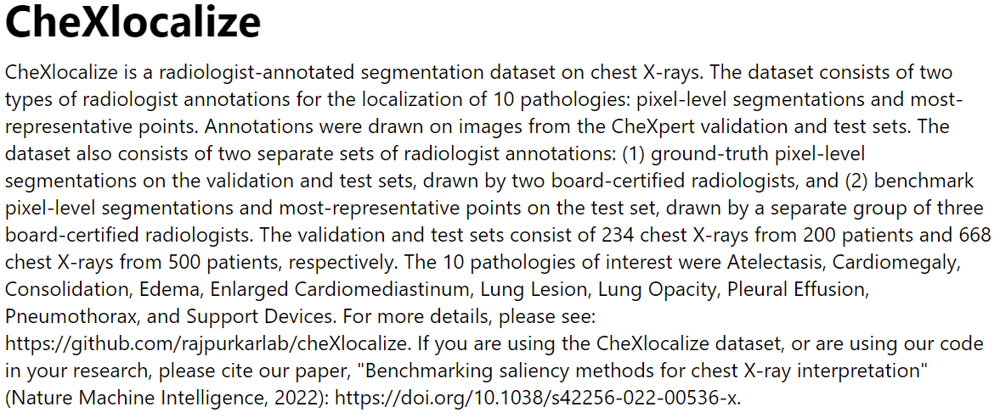 CheXlocalize
CheXlocalize is a radiologist-annotated segmentation dataset on chest X-rays. The dataset consists of two
types of radiologist annotations for the localization of 10 pathologies: pixel-level segmentations and most-
representative points. Annotations were drawn on images from the CheXpert validation and test sets. The
dataset also consists of two separate sets of radiologist annotations: (1) ground-truth pixel-level
segmentations on the validation and test sets, drawn by two board-certified radiologists, and (2) benchmark
pixel-level segmentations and most-representative points on the test set, drawn by a separate group of three
board-certified radiologists. The validation and test sets consist of 234 chest X-rays from 200 patients and 668
chest X-rays from 500 patients, respectively. The 10 pathologies of interest were Atelectasis, Cardiomegaly,
Consolidation, Edema, Enlarged Cardiomediastinum, Lung Lesion, Lung Opacity, Pleural Effusion,
Pneumothorax, and Support Devices. For more details, please see:
https://github.com/rajpurkarlab/cheXlocalize. If you are using the CheXlocalize dataset, or are using our code
in your research, please cite our paper, "Benchmarking saliency methods for chest X-ray interpretation"
(Nature Machine Intelligence, 2022): https://doi.org/10.1038/s42256-022-00536-x.